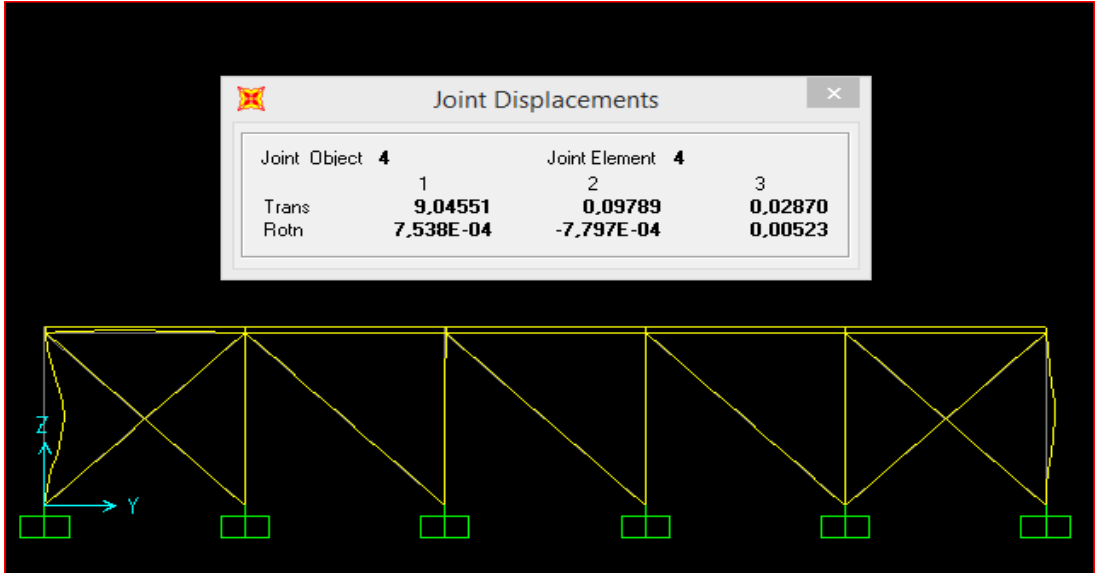 Joint Displacements
Joint Object 4 Joint Element 4
1 2 3
Trans 9,04551 0,09789 0,02870
Rotn 7,538E-04 -7,797E-04 0,00523
Z
Y